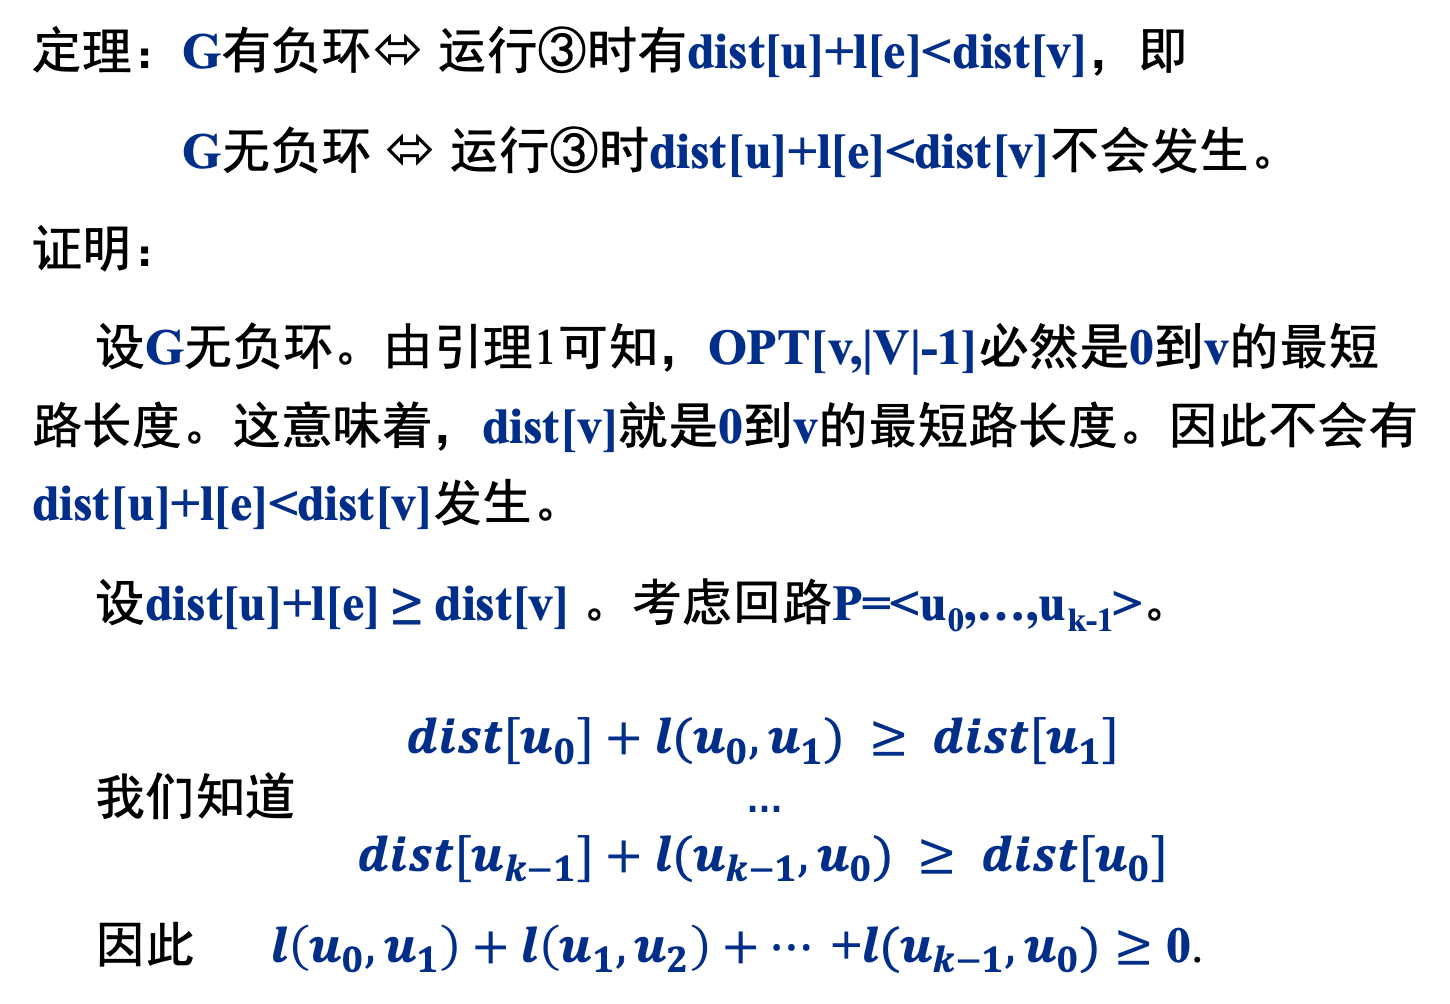 定理：G有负环⇔ 运行③时有dist[u]+l[e]<dist[v]，即
G无负环 ⇔ 运行③时dist[u]+l[e]<dist[v]不会发生。
证明：
设G无负环。由引理1可知，OPT[v,|V|-1]必然是0到v的最短
路长度。这意味着，dist[v]就是0到v的最短路长度。因此不会有
dist[u]+l[e]<dist[v]发生。
设dist[u]+l[e] ≥ dist[v] 。考虑回路P=<u₀,…,uₖ₋₁>。
dist[u₀] + l(u₀, u₁) ≥ dist[u₁]
我们知道 …
dist[uₖ₋₁] + l(uₖ₋₁, u₀) ≥ dist[u₀]
因此 l(u₀, u₁) + l(u₁, u₂) + ⋯ +l(uₖ₋₁, u₀) ≥ 0.